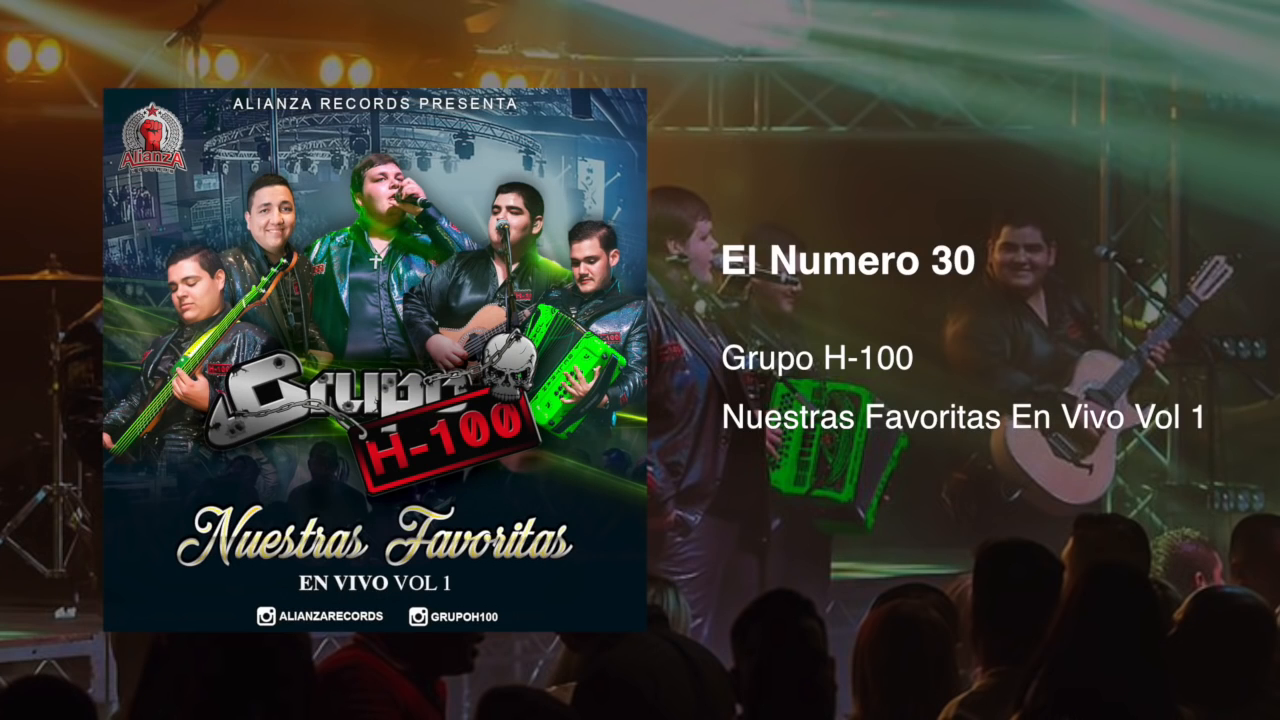 ALIANZA RECORDS PRESENTA
AlianzA
Grupo
H-100
Nuestras Favoritas
EN VIVO VOL 1
ALIANZARECORDS GRUPOH100
El Numero 30
Grupo H-100
Nuestras Favoritas En Vivo Vol 1